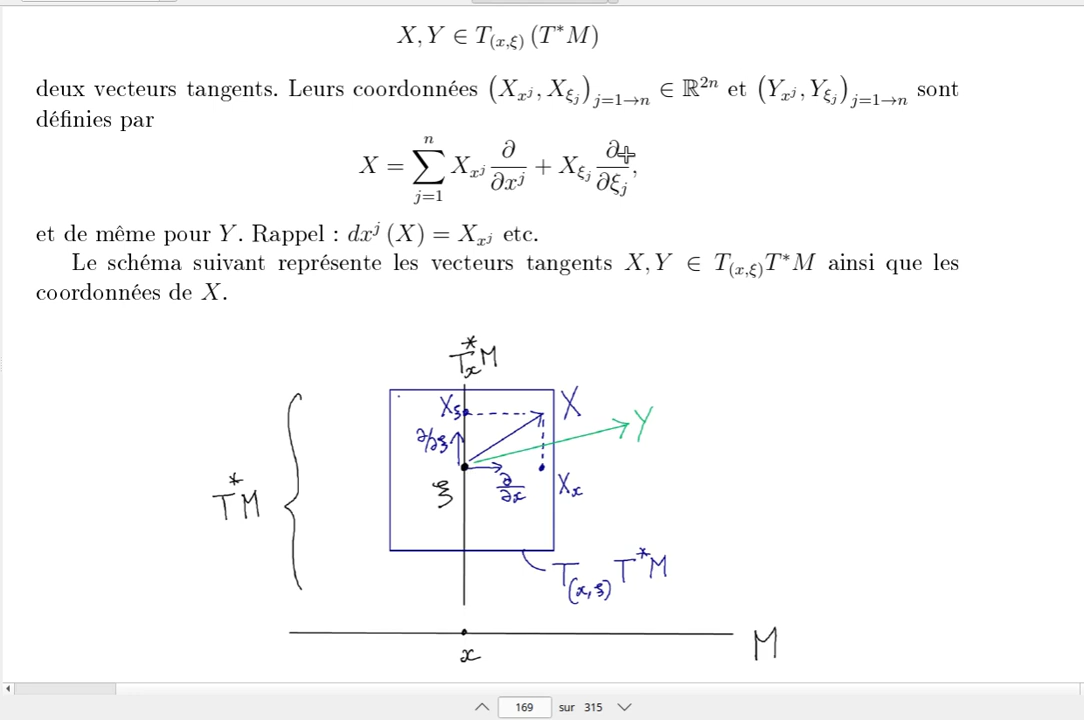 X, Y ∈ T_{(x,ξ)} (T*M)
deux vecteurs tangents. Leurs coordonnées (X_{x^j}, X_{ξ_j})_{j=1→n} ∈ ℝ^{2n} et (Y_{x^j}, Y_{ξ_j})_{j=1→n} sont
définies par
X = ∑_{j=1}^{n} X_{x^j} ∂/∂x^j + X_{ξ_j} ∂/∂ξ_j,
et de même pour Y. Rappel : dx^j (X) = X_{x^j} etc.
Le schéma suivant représente les vecteurs tangents X, Y ∈ T_{(x,ξ)}T*M ainsi que les
coordonnées de X.
T*_x M
X_ξ
X
Y
∂/∂ξ
T*M
ξ
∂/∂x
X_x
T_{(x,ξ)} T*M
M
x
169 sur 315